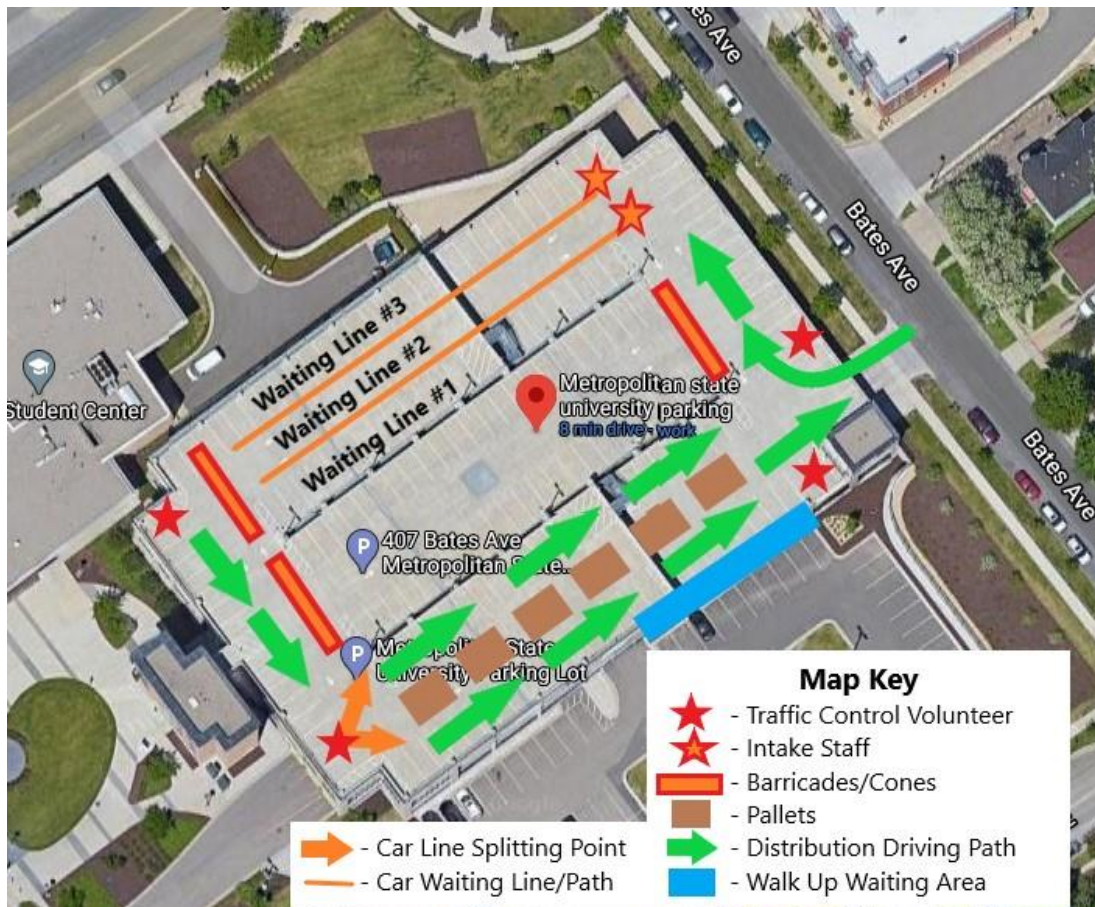 Bates Ave
Bates Ave
Bates Ave
Student Center
Waiting Line #3
Waiting Line #2
Waiting Line #1
Metropolitan state
university parking
8 min drive - work
407 Bates Ave
Metropolitan State...
Metropolitan State
University Parking Lot
Map Key
- Traffic Control Volunteer
- Intake Staff
- Barricades/Cones
- Pallets
- Distribution Driving Path
- Walk Up Waiting Area
- Car Line Splitting Point
- Car Waiting Line/Path
Google